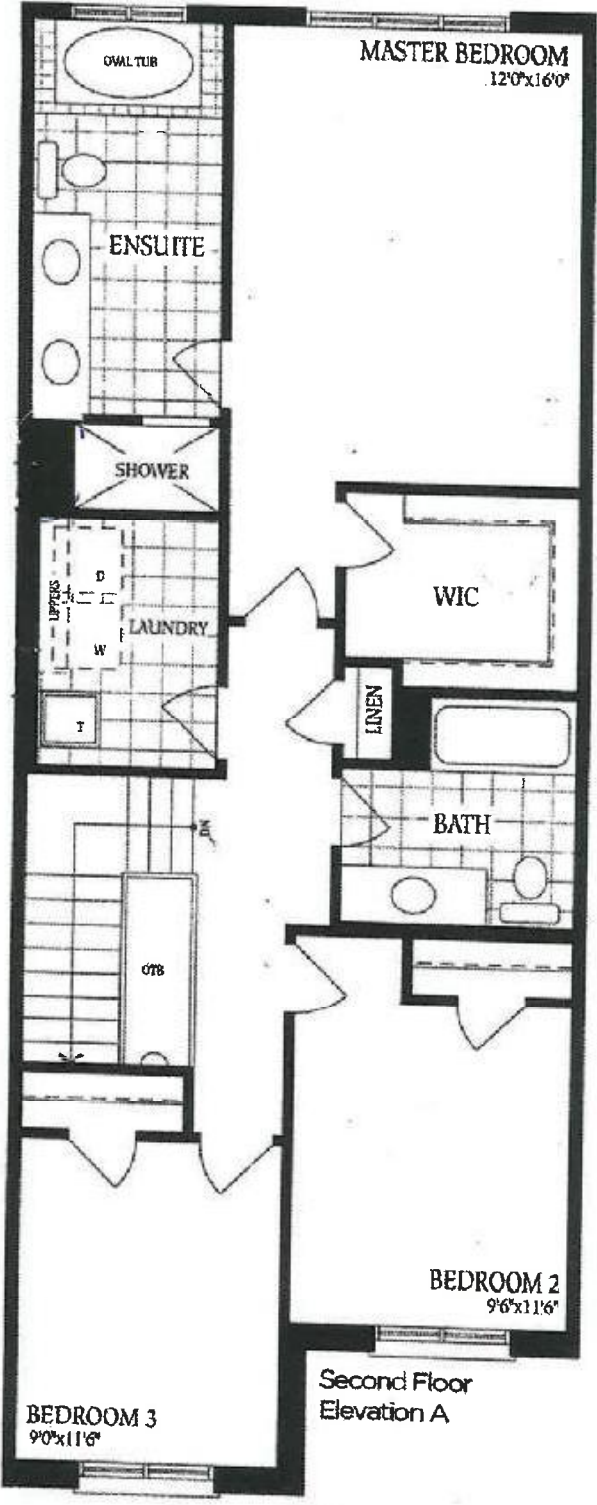 OVAL TUB
MASTER BEDROOM
12'0"x16'0"
ENSUITE
SHOWER
UPPERS
D
W
LAUNDRY
WIC
T
LINEN
DN
BATH
OTB
BEDROOM 2
9'6"x11'6"
Second Floor
Elevation A
BEDROOM 3
9'0"x11'6"